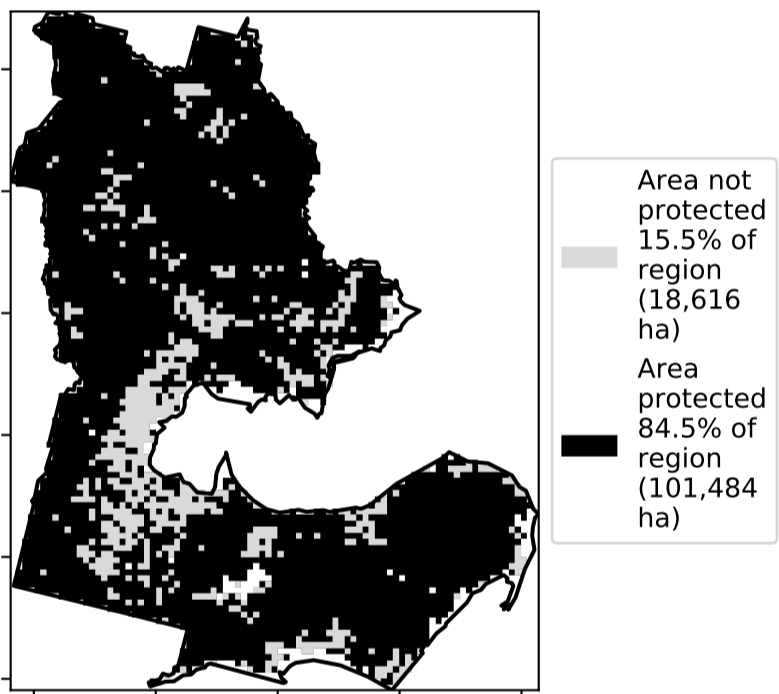 Area not
protected
15.5% of
region
(18,616
ha)
Area
protected
84.5% of
region
(101,484
ha)